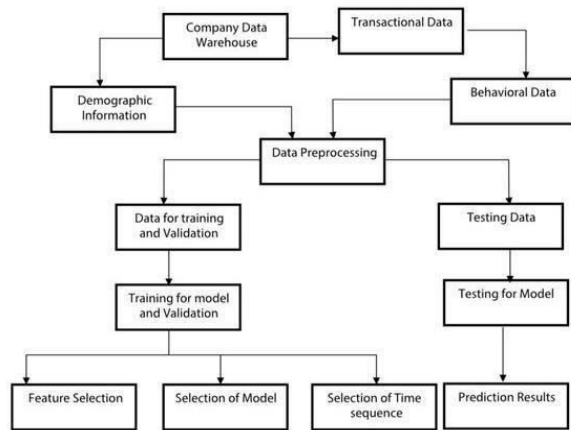 Company Data
Warehouse
Transactional Data
Demographic
Information
Behavioral Data
Data Preprocessing
Data for training
and Validation
Testing Data
Training for model
and Validation
Testing for Model
Feature Selection
Selection of Model
Selection of Time
sequence
Prediction Results